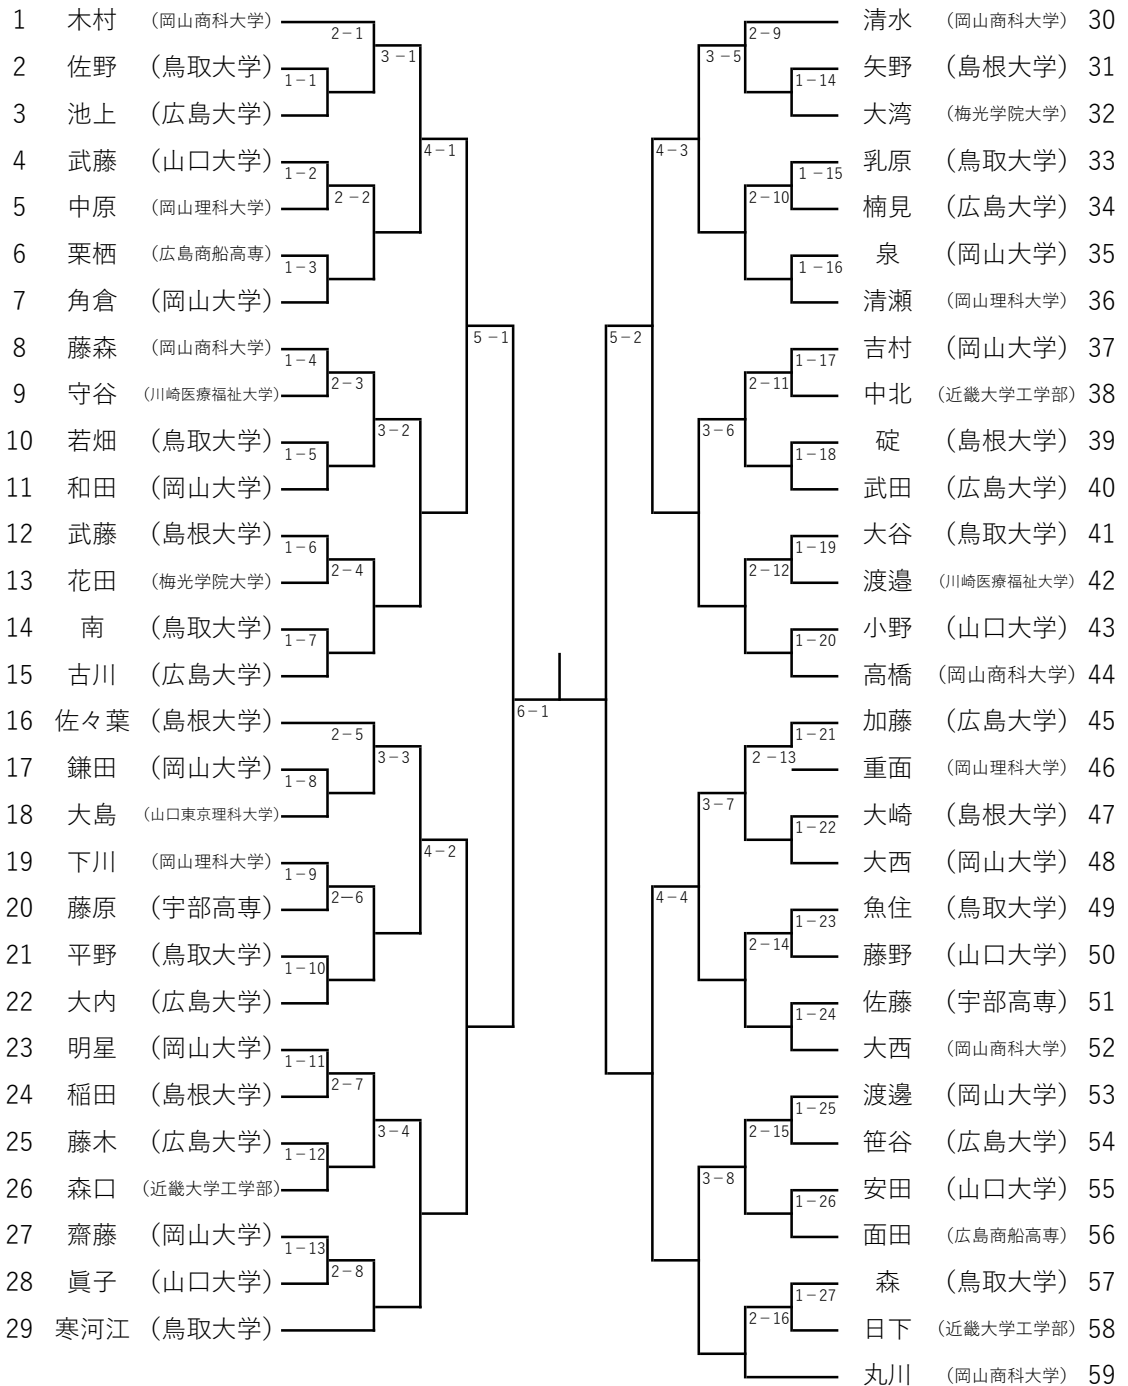 1 木村 （岡山商科大学）
2－1
2 佐野 （鳥取大学）
3－1
1－1
3 池上 （広島大学）
4 武藤 （山口大学）
4－1
1－2
5 中原 （岡山理科大学）
2－2
6 栗栖 （広島商船高専）
1－3
7 角倉 （岡山大学）
5－1
8 藤森 （岡山商科大学）
1－4
9 守谷 （川崎医療福祉大学）
2－3
10 若畑 （鳥取大学）
3－2
1－5
11 和田 （岡山大学）
12 武藤 （島根大学）
1－6
13 花田 （梅光学院大学）
2－4
14 南 （鳥取大学）
1－7
15 古川 （広島大学）
6－1
16 佐々葉 （島根大学）
2－5
17 鎌田 （岡山大学）
3－3
1－8
18 大島 （山口東京理科大学）
19 下川 （岡山理科大学）
4－2
1－9
20 藤原 （宇部高専）
2－6
21 平野 （鳥取大学）
1－10
22 大内 （広島大学）
23 明星 （岡山大学）
1－11
24 稲田 （島根大学）
2－7
25 藤木 （広島大学）
3－4
1－12
26 森口 （近畿大学工学部）
27 齋藤 （岡山大学）
1－13
28 眞子 （山口大学）
2－8
29 寒河江 （鳥取大学）
清水 （岡山商科大学） 30
2－9
矢野 （島根大学） 31
3－5
1－14
大湾 （梅光学院大学） 32
乳原 （鳥取大学） 33
4－3
1－15
楠見 （広島大学） 34
2－10
泉 （岡山大学） 35
1－16
清瀬 （岡山理科大学） 36
5－2
吉村 （岡山大学） 37
1－17
中北 （近畿大学工学部） 38
2－11
碇 （島根大学） 39
3－6
1－18
武田 （広島大学） 40
大谷 （鳥取大学） 41
1－19
渡邉 （川崎医療福祉大学） 42
2－12
小野 （山口大学） 43
1－20
高橋 （岡山商科大学） 44
加藤 （広島大学） 45
1－21
重面 （岡山理科大学） 46
2－13
大崎 （島根大学） 47
3－7
1－22
大西 （岡山大学） 48
4－4
魚住 （鳥取大学） 49
1－23
藤野 （山口大学） 50
2－14
佐藤 （宇部高専） 51
1－24
大西 （岡山商科大学） 52
渡邊 （岡山大学） 53
1－25
笹谷 （広島大学） 54
2－15
安田 （山口大学） 55
3－8
1－26
面田 （広島商船高専） 56
森 （鳥取大学） 57
1－27
日下 （近畿大学工学部） 58
2－16
丸川 （岡山商科大学） 59